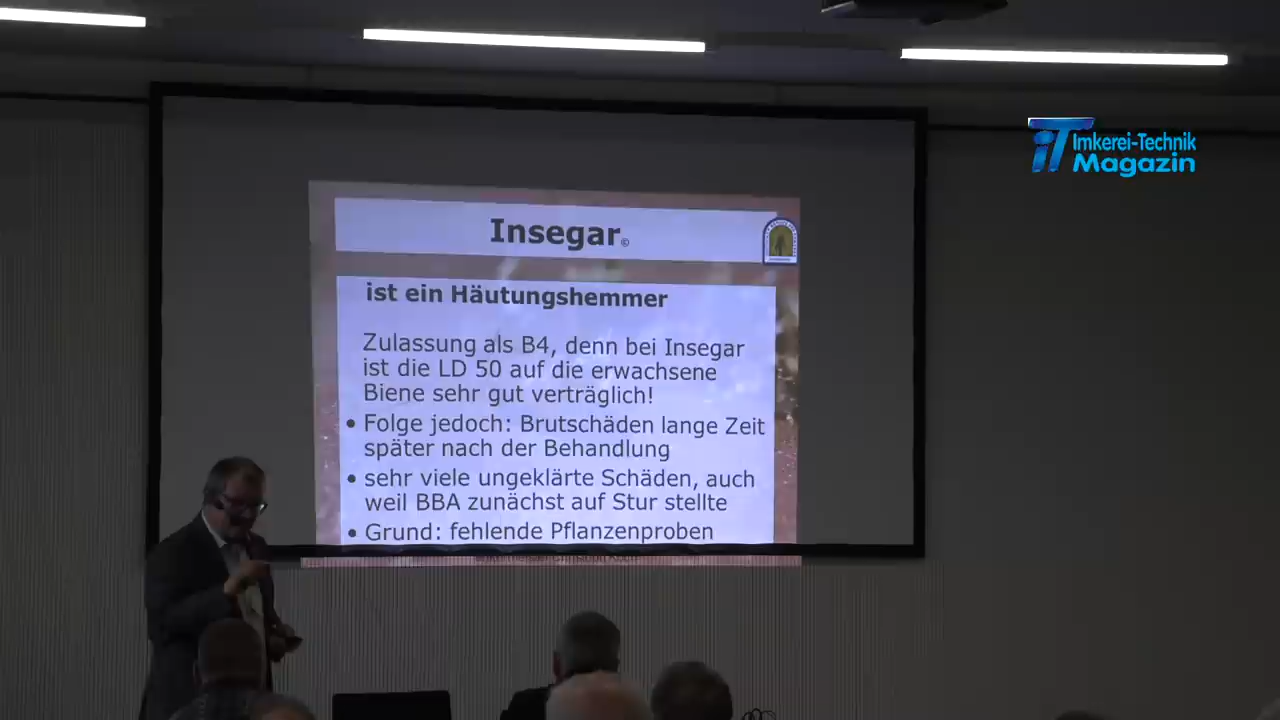 iT Imkerei-Technik
Magazin
Insegar©
ist ein Häutungshemmer
Zulassung als B4, denn bei Insegar
ist die LD 50 auf die erwachsene
Biene sehr gut verträglich!
• Folge jedoch: Brutschäden lange Zeit
später nach der Behandlung
• sehr viele ungeklärte Schäden, auch
weil BBA zunächst auf Stur stellte
• Grund: fehlende Pflanzenproben